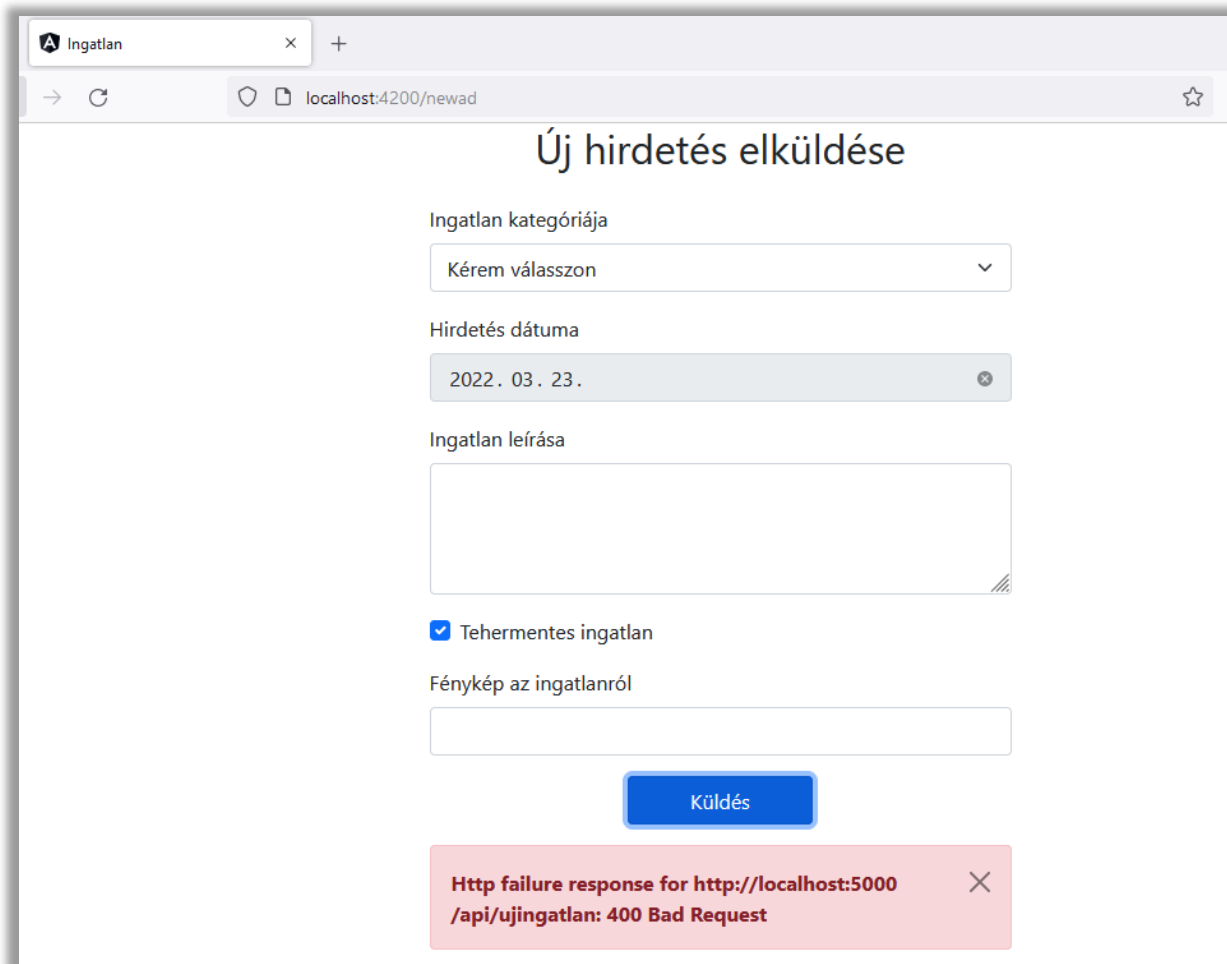 Ingatlan
localhost:4200/newad
Új hirdetés elküldése
Ingatlan kategóriája
Kérem válasszon
Hirdetés dátuma
2022. 03. 23.
Ingatlan leírása
Tehermentes ingatlan
Fénykép az ingatlanról
Küldés
Http failure response for http://localhost:5000
/api/ujingatlan: 400 Bad Request